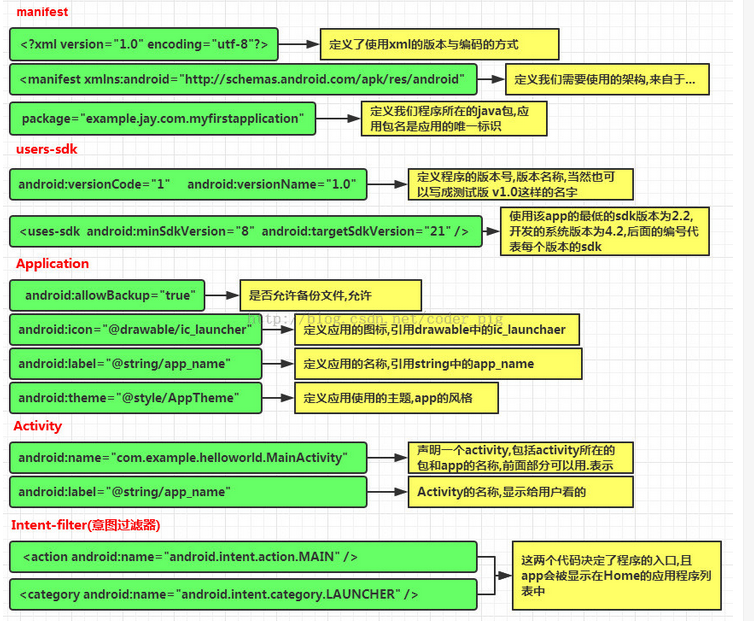 manifest
<?xml version="1.0" encoding="utf-8"?>
定义了使用xml的版本与编码的方式
<manifest xmlns:android="http://schemas.android.com/apk/res/android"
定义我们需要使用的架构,来自于...
package="example.jay.com.myfirstapplication"
定义我们程序所在的java包,应
用包名是应用的唯一标识
users-sdk
android:versionCode="1" android:versionName="1.0"
定义程序的版本号,版本名称,当然也可
以写成测试版 v1.0这样的名字
<uses-sdk android:minSdkVersion="8" android:targetSdkVersion="21" />
使用该app的最低的sdk版本为2.2,
开发的系统版本为4.2,后面的编号代
表每个版本的sdk
Application
android:allowBackup="true"
是否允许备份文件,允许
http://blog.csdn.net/coder_pig
android:icon="@drawable/ic_launcher"
定义应用的图标,引用drawable中的ic_launchaer
android:label="@string/app_name"
定义应用的名称,引用string中的app_name
android:theme="@style/AppTheme"
定义应用使用的主题,app的风格
Activity
android:name="com.example.helloworld.MainActivity"
声明一个activity,包括activity所在的
包和app的名称,前面部分可以用.表示
android:label="@string/app_name"
Activity的名称,显示给用户看的
Intent-filter(意图过滤器)
<action android:name="android.intent.action.MAIN" />
<category android:name="android.intent.category.LAUNCHER" />
这两个代码决定了程序的入口,且
app会被显示在Home的应用程序列
表中